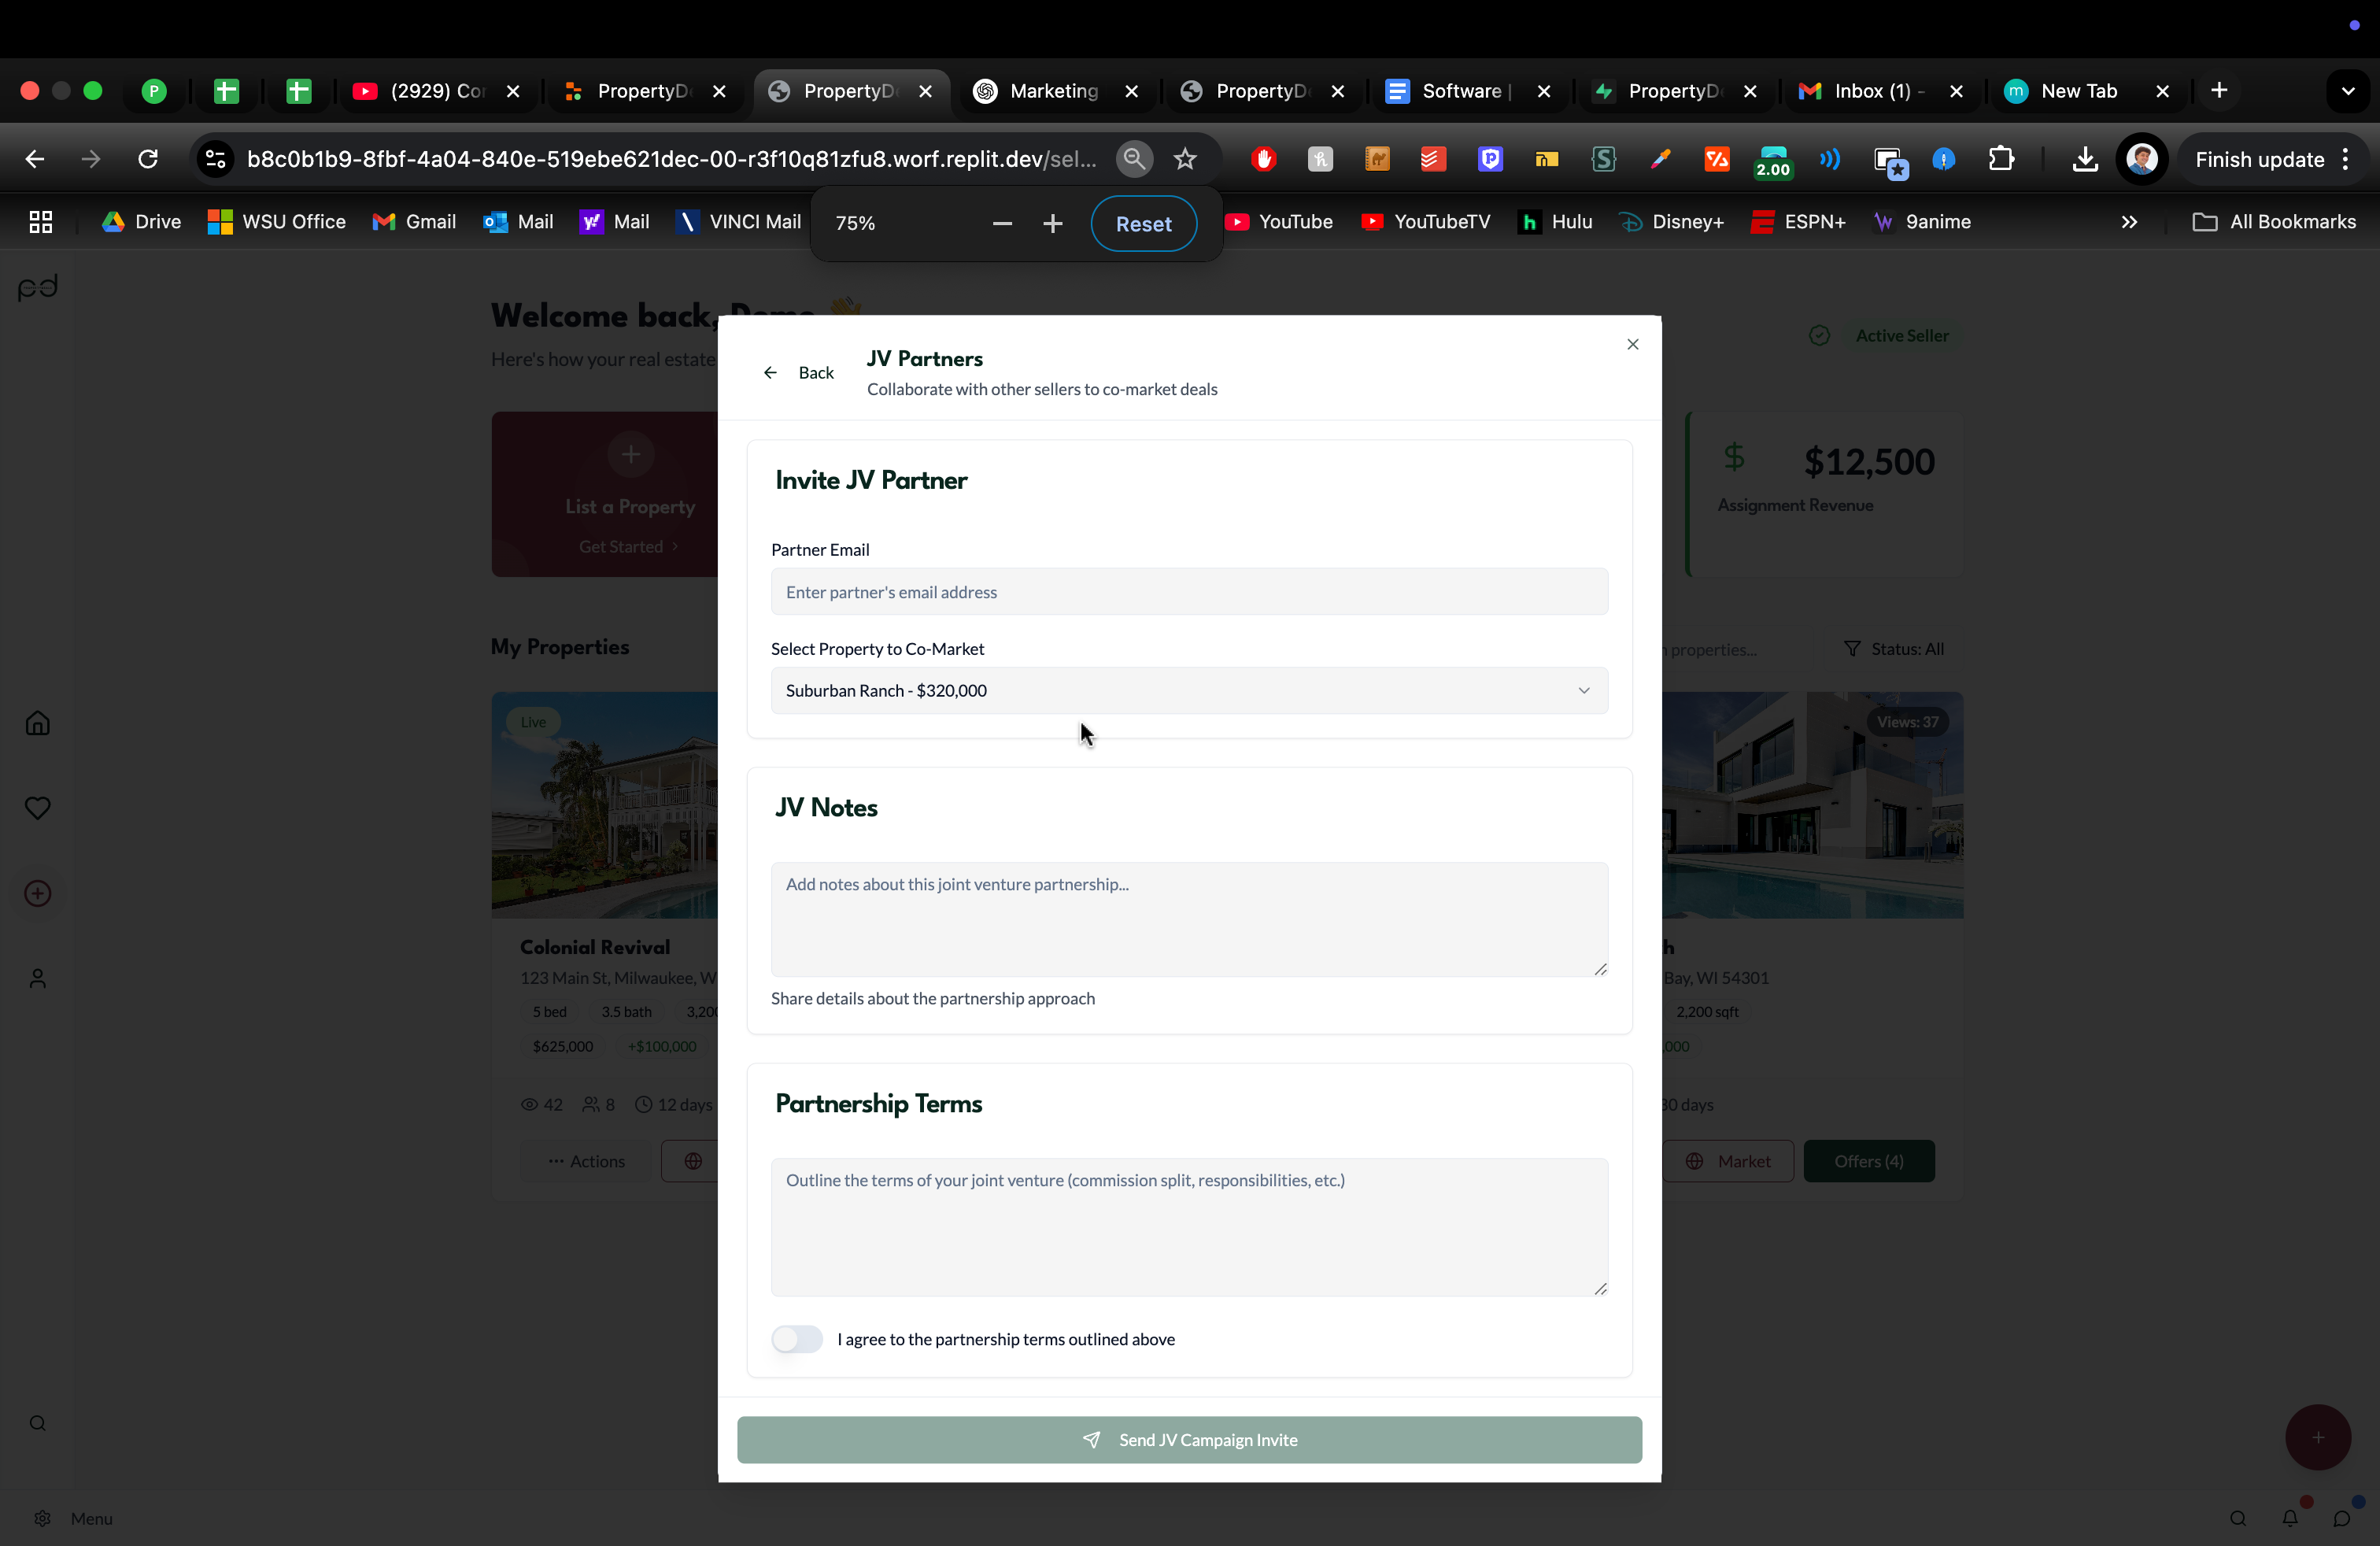 P
(2929) Cor
PropertyD
PropertyD
Marketing
PropertyD
Software |
PropertyD
Inbox (1) -
m
New Tab
b8c0b1b9-8fbf-4a04-840e-519ebe621dec-00-r3f10q81zfu8.worf.replit.dev/sel...
2.00
Finish update
Drive
WSU Office
Gmail
Mail
Mail
VINCI Mail
75%
Reset
YouTube
YouTubeTV
Hulu
Disney+
ESPN+
9anime
All Bookmarks
pd
Welcome back, Demo 👋
Here's how your real estate
Active Seller
List a Property
Get Started >
$12,500
Assignment Revenue
My Properties
properties...
Status: All
Live
Views: 37
Colonial Revival
123 Main St, Milwaukee, W
5 bed
3.5 bath
3,200
$625,000
+$100,000
42
8
12 days
Actions
h
Bay, WI 54301
2,200 sqft
,000
30 days
Market
Offers (4)
Menu
Back
JV Partners
Collaborate with other sellers to co-market deals
Invite JV Partner
Partner Email
Enter partner's email address
Select Property to Co-Market
Suburban Ranch - $320,000
JV Notes
Add notes about this joint venture partnership...
Share details about the partnership approach
Partnership Terms
Outline the terms of your joint venture (commission split, responsibilities, etc.)
I agree to the partnership terms outlined above
Send JV Campaign Invite